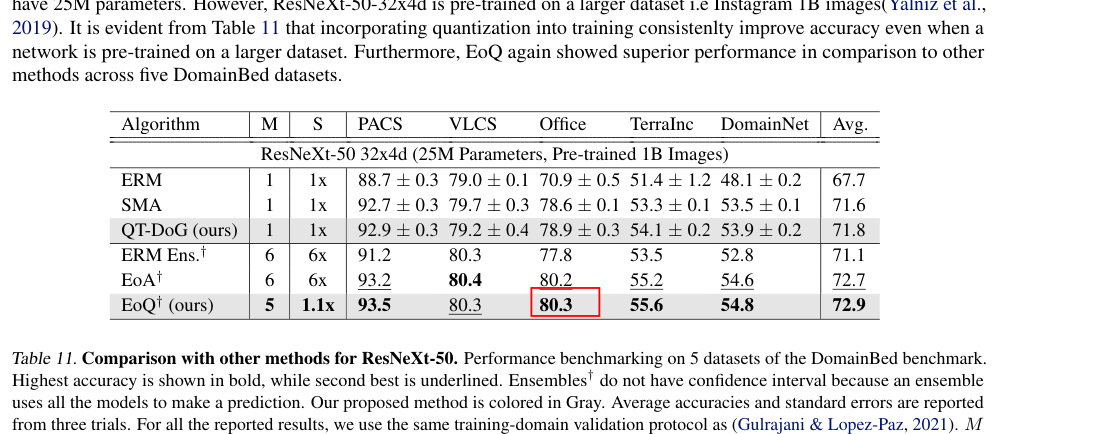 have 25M parameters. However, ResNeXt-50-32x4d is pre-trained on a larger dataset i.e Instagram 1B images(Yalniz et al.,
2019). It is evident from Table 11 that incorporating quantization into training consistenlty improve accuracy even when a
network is pre-trained on a larger dataset. Furthermore, EoQ again showed superior performance in comparison to other
methods across five DomainBed datasets.
Algorithm M S PACS VLCS Office TerraInc DomainNet Avg.
ResNeXt-50 32x4d (25M Parameters, Pre-trained 1B Images)
ERM 1 1x 88.7 ± 0.3 79.0 ± 0.1 70.9 ± 0.5 51.4 ± 1.2 48.1 ± 0.2 67.7
SMA 1 1x 92.7 ± 0.3 79.7 ± 0.3 78.6 ± 0.1 53.3 ± 0.1 53.5 ± 0.1 71.6
QT-DoG (ours) 1 1x 92.9 ± 0.3 79.2 ± 0.4 78.9 ± 0.3 54.1 ± 0.2 53.9 ± 0.2 71.8
ERM Ens.† 6 6x 91.2 80.3 77.8 53.5 52.8 71.1
EoA† 6 6x 93.2 80.4 80.2 55.2 54.6 72.7
EoQ† (ours) 5 1.1x 93.5 80.3 80.3 55.6 54.8 72.9
Table 11. Comparison with other methods for ResNeXt-50. Performance benchmarking on 5 datasets of the DomainBed benchmark.
Highest accuracy is shown in bold, while second best is underlined. Ensembles† do not have confidence interval because an ensemble
uses all the models to make a prediction. Our proposed method is colored in Gray. Average accuracies and standard errors are reported
from three trials. For all the reported results, we use the same training-domain validation protocol as (Gulrajani & Lopez-Paz, 2021). M